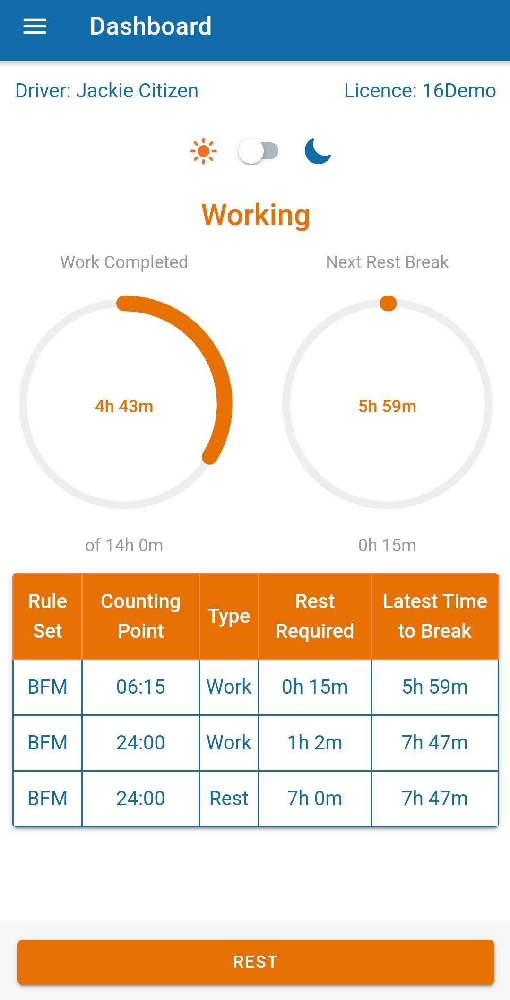 Dashboard
Driver: Jackie Citizen
Licence: 16Demo
Working
Work Completed
Next Rest Break
4h 43m
5h 59m
of 14h 0m
0h 15m
Rule Set
Counting Point
Type
Rest Required
Latest Time to Break
BFM 06:15 Work 0h 15m 5h 59m
BFM 24:00 Work 1h 2m 7h 47m
BFM 24:00 Rest 7h 0m 7h 47m
REST